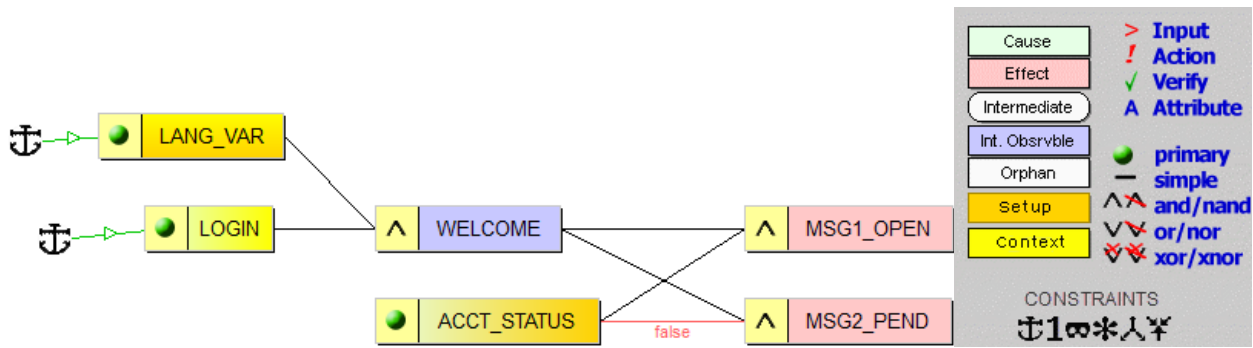 LANG_VAR
LOGIN
WELCOME
MSG1_OPEN
ACCT_STATUS
false
MSG2_PEND
Cause
Effect
Intermediate
Int. Obsrvble
Orphan
Setup
Context
> Input
! Action
√ Verify
A Attribute
primary
simple
and/nand
or/nor
xor/xnor
CONSTRAINTS
1